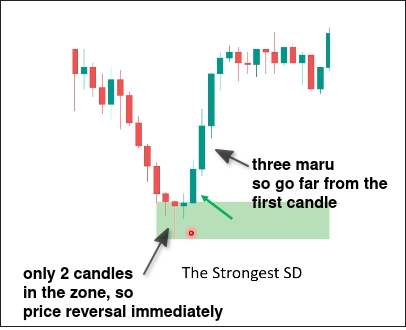 three maru
so go far from the
first candle
only 2 candles
in the zone, so
price reversal immediately
The Strongest SD